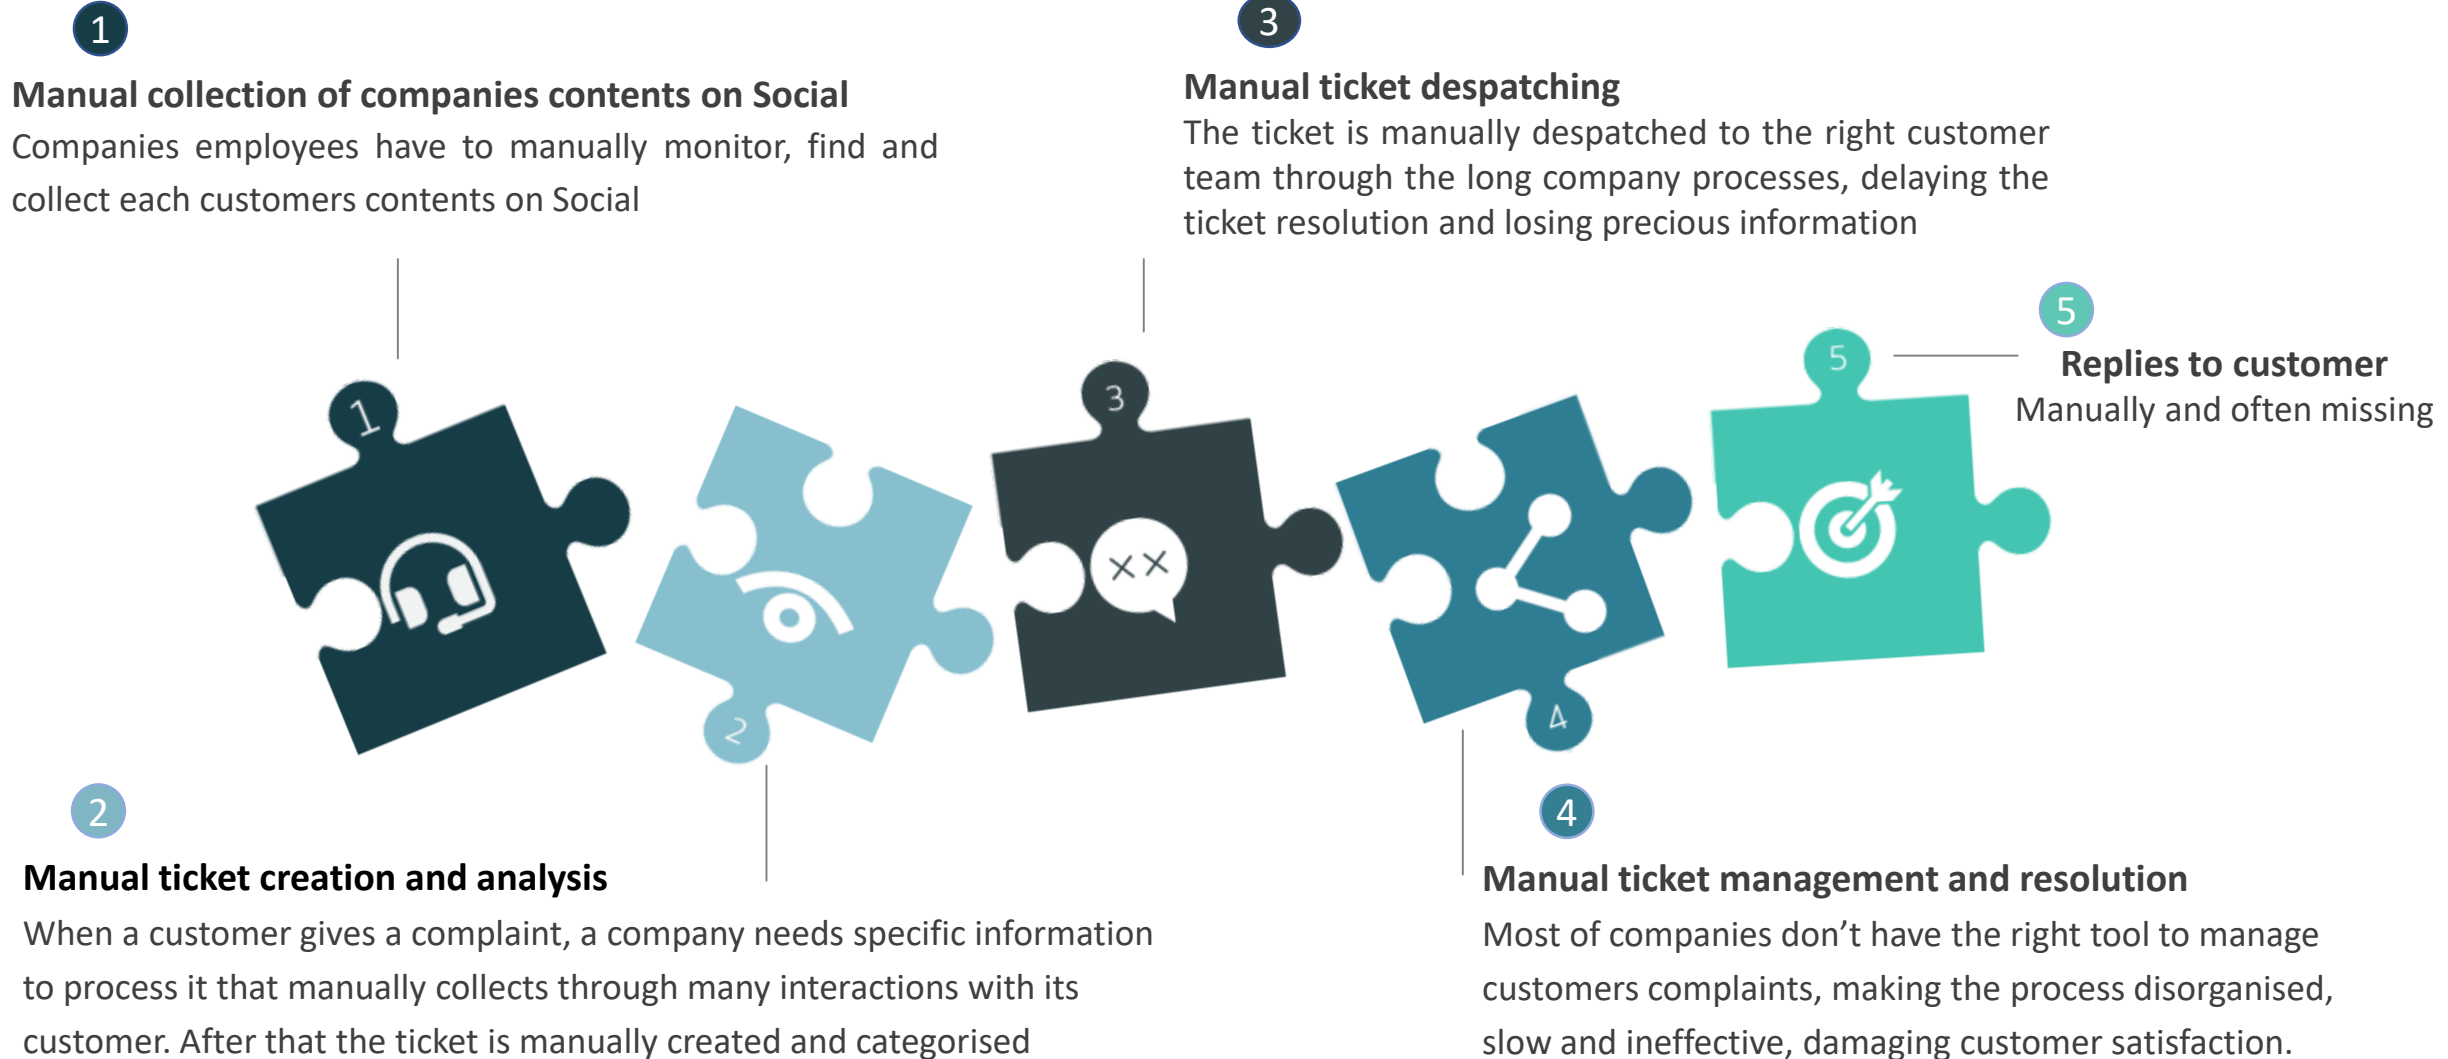 1
Manual collection of companies contents on Social
Companies employees have to manually monitor, find and
collect each customers contents on Social
3
Manual ticket despatching
The ticket is manually despatched to the right customer
team through the long company processes, delaying the
ticket resolution and losing precious information
5
Replies to customer
Manually and often missing
1
2
3
4
5
2
Manual ticket creation and analysis
When a customer gives a complaint, a company needs specific information
to process it that manually collects through many interactions with its
customer. After that the ticket is manually created and categorised
4
Manual ticket management and resolution
Most of companies don’t have the right tool to manage
customers complaints, making the process disorganised,
slow and ineffective, damaging customer satisfaction.